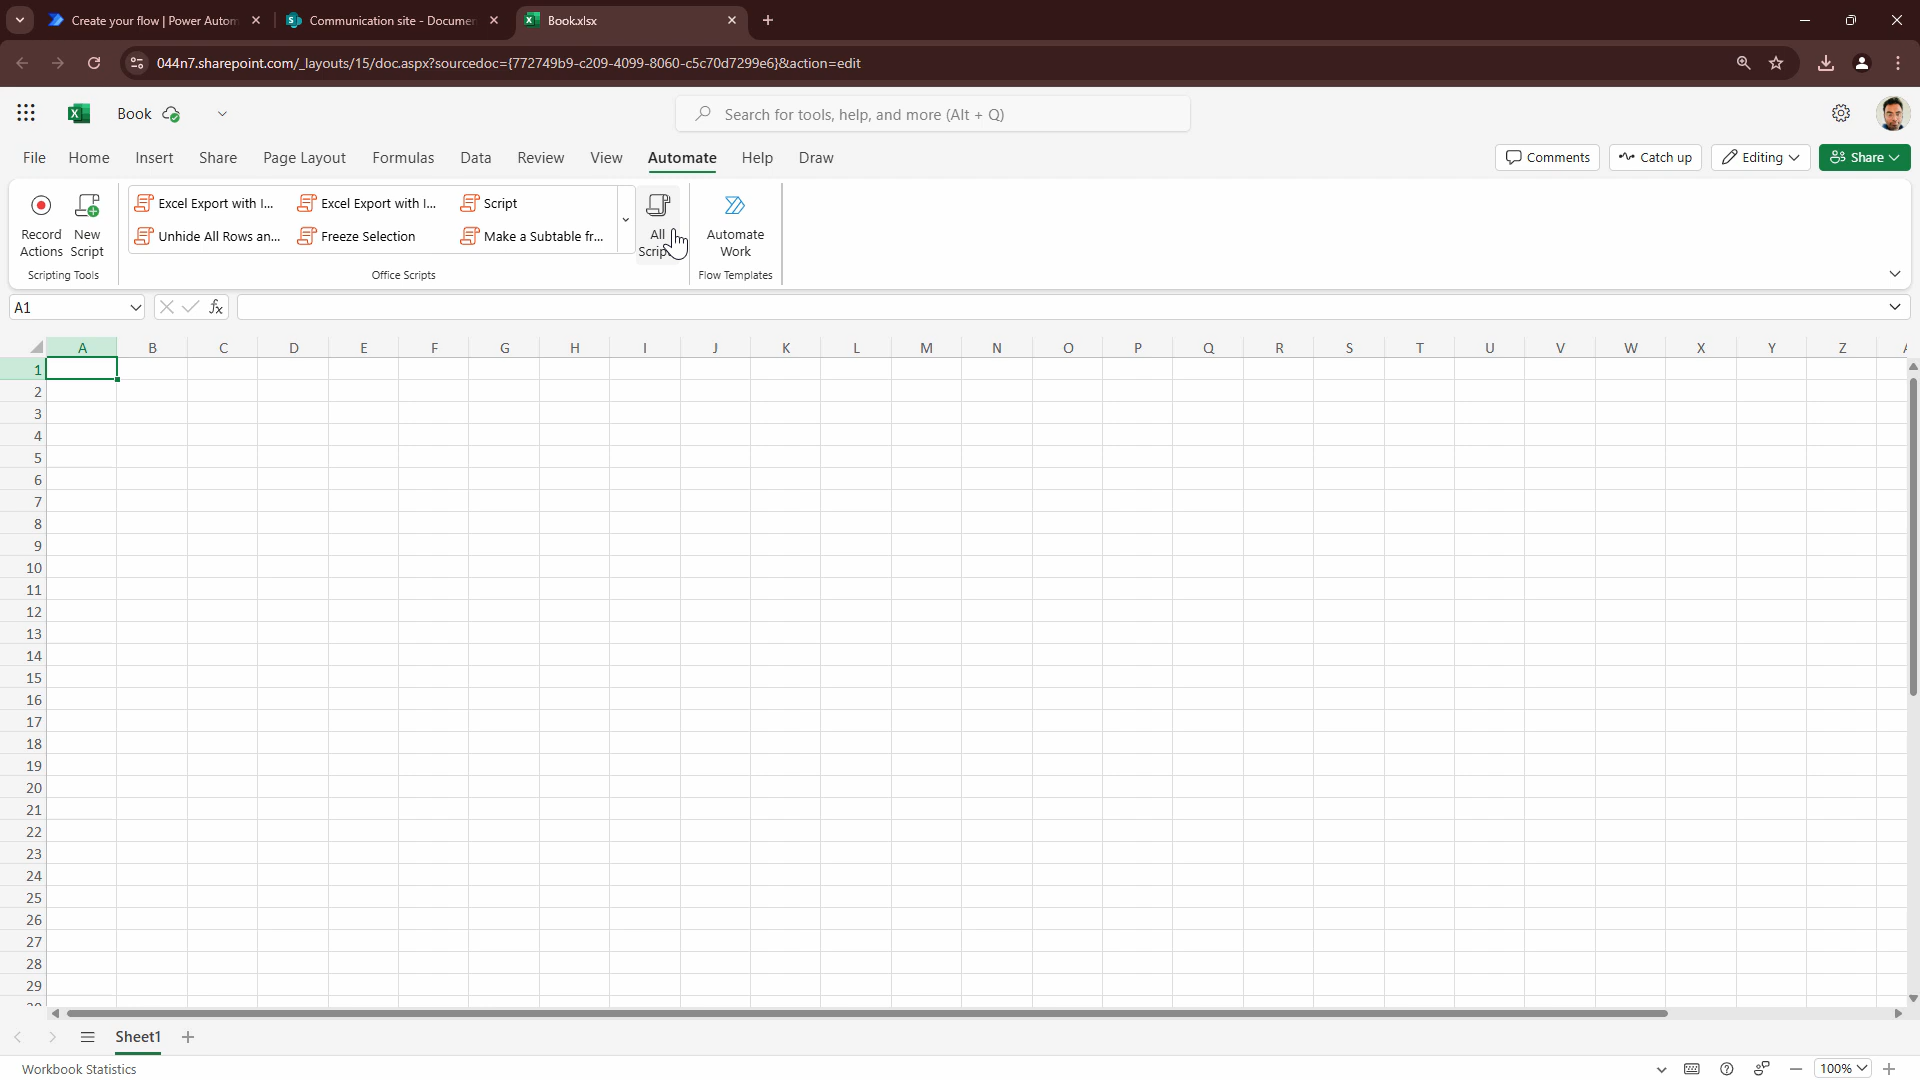 Create your flow | Power Autom
Communication site - Documen
Book.xlsx
044n7.sharepoint.com/_layouts/15/doc.aspx?sourcedoc={772749b9-c209-4099-8060-c5c70d7299e6}&action=edit
Book
Search for tools, help, and more (Alt + Q)
File Home Insert Share Page Layout Formulas Data Review View Automate Help Draw
Comments Catch up Editing Share
Record Actions
New Script
Scripting Tools
Excel Export with I... Excel Export with I... Script
Unhide All Rows an... Freeze Selection Make a Subtable fr...
Office Scripts
All
Automate Work
Flow Templates
A1
fx
A B C D E F G H I J K L M N O P Q R S T U V W X Y Z
1
2
3
4
5
6
7
8
9
10
11
12
13
14
15
16
17
18
19
20
21
22
23
24
25
26
27
28
29
Sheet1
Workbook Statistics
100%